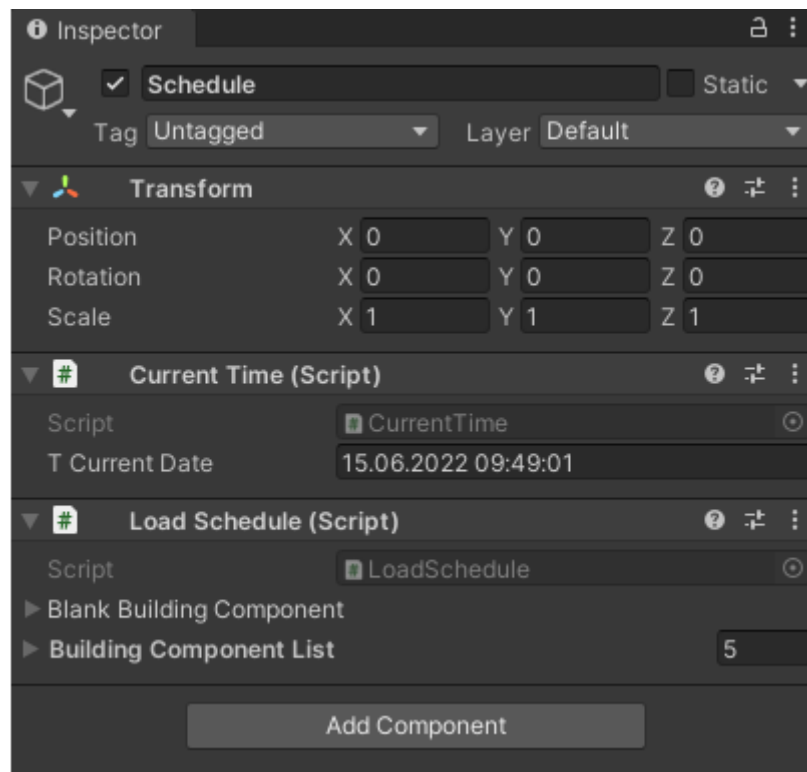 Inspector
Schedule Static
Tag Untagged Layer Default
Transform
Position X 0 Y 0 Z 0
Rotation X 0 Y 0 Z 0
Scale X 1 Y 1 Z 1
# Current Time (Script)
Script # CurrentTime
T Current Date 15.06.2022 09:49:01
# Load Schedule (Script)
Script # LoadSchedule
Blank Building Component
Building Component List 5
Add Component